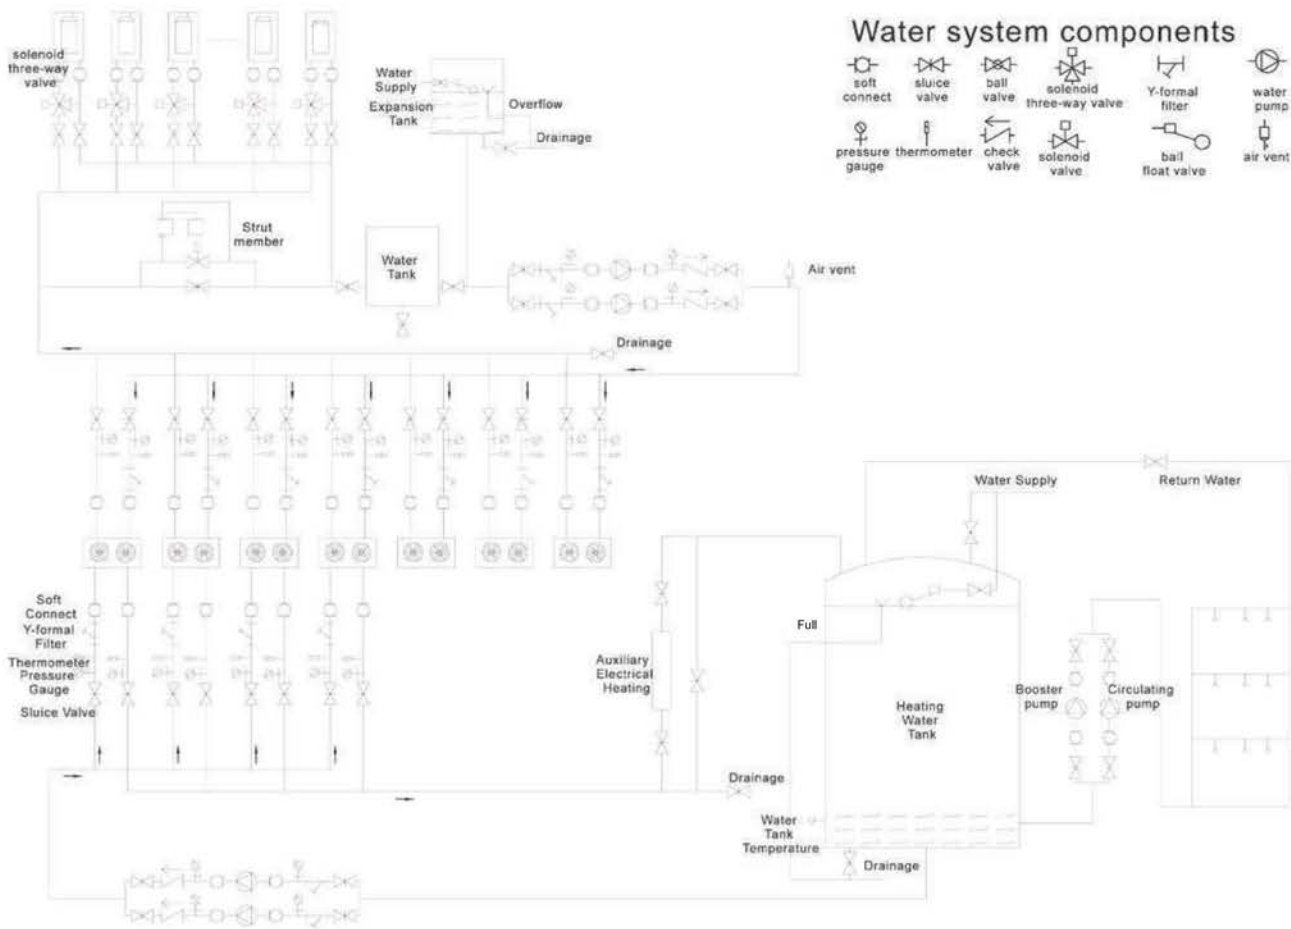 Water system components
soft
connect
sluice
valve
ball
valve
solenoid
three-way valve
Y-formal
filter
water
pump
pressure
gauge
thermometer
check
valve
solenoid
valve
ball
float valve
air vent
solenoid
three-way
valve
Water
Supply
Expansion
Tank
Overflow
Drainage
Strut
member
Water
Tank
Air vent
Drainage
Water Supply
Return Water
Soft
Connect
Y-formal
Filter
Thermometer
Pressure
Gauge
Sluice Valve
Auxiliary
Electrical
Heating
Full
Heating
Water
Tank
Booster
pump
Circulating
pump
Drainage
Water
Tank
Temperature
Drainage